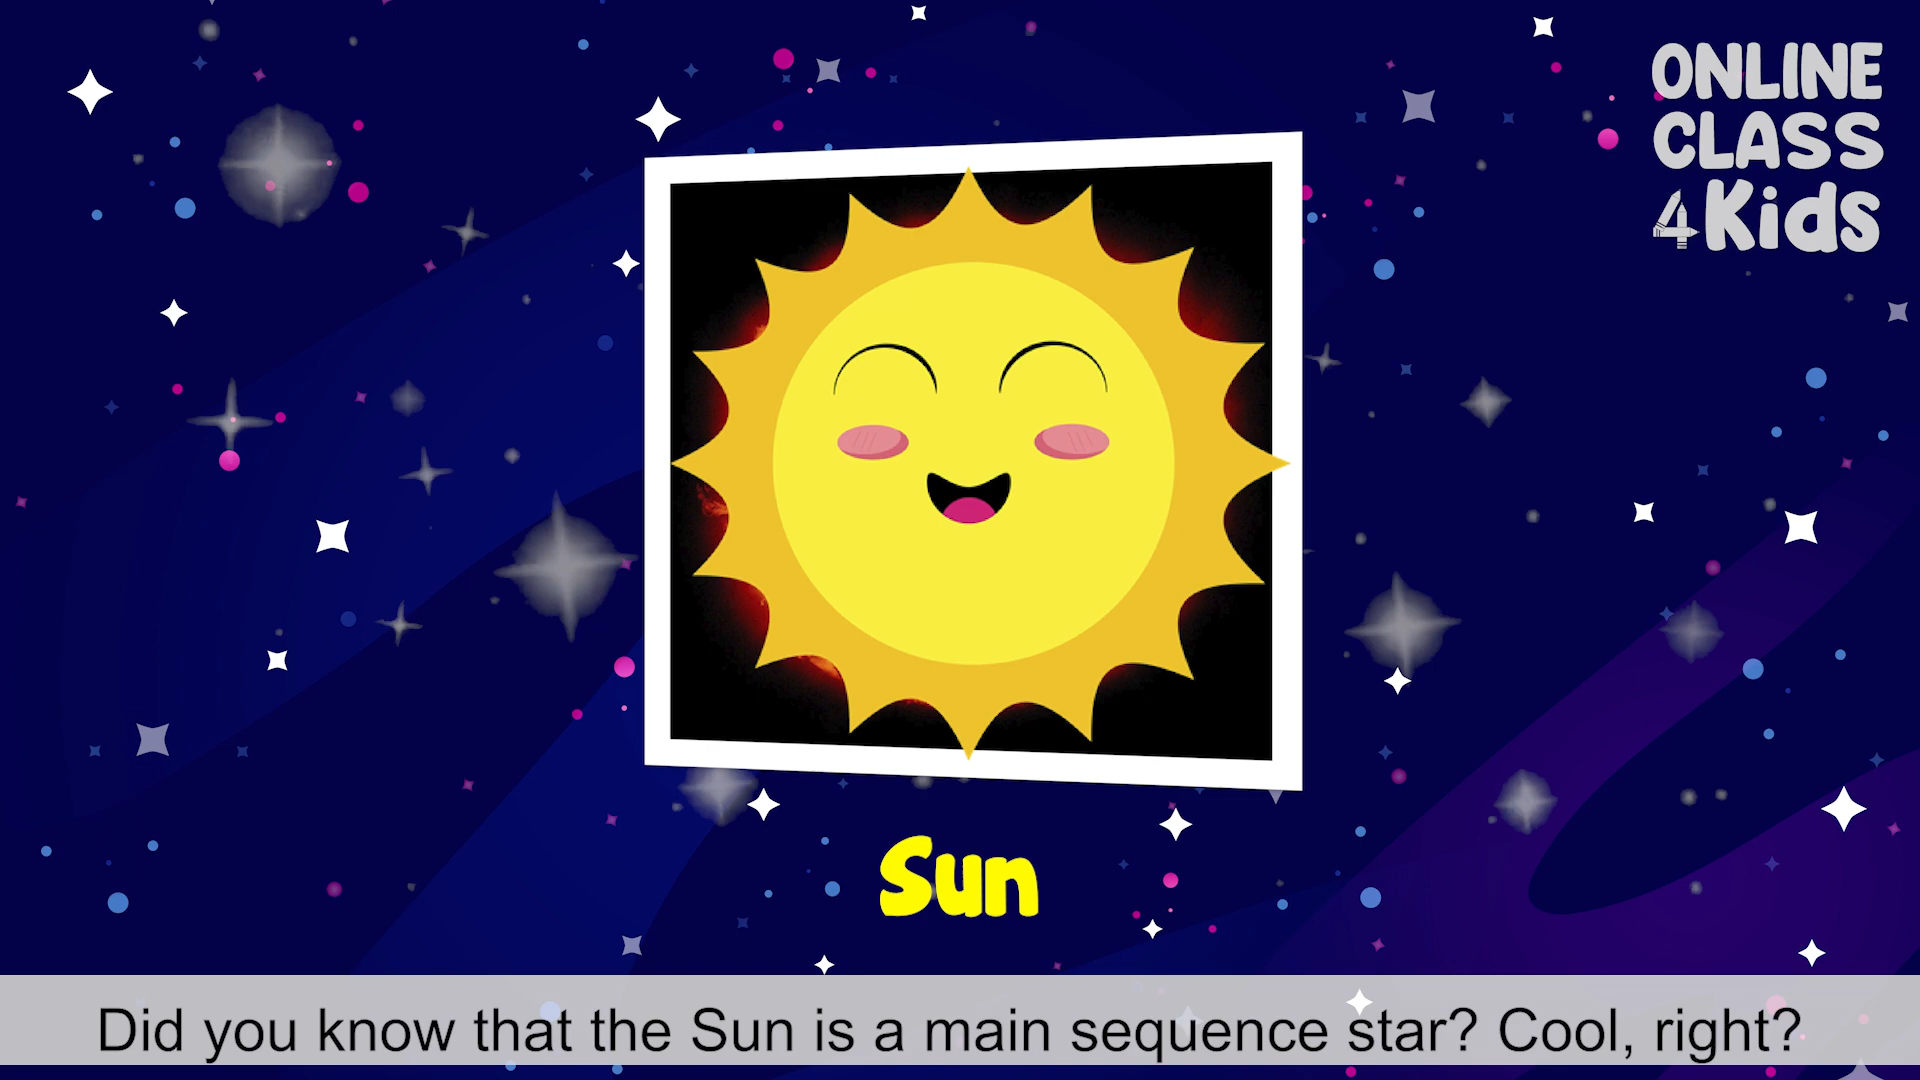 ONLINE
CLASS
4Kids
Sun
Did you know that the Sun is a main sequence star? Cool, right?